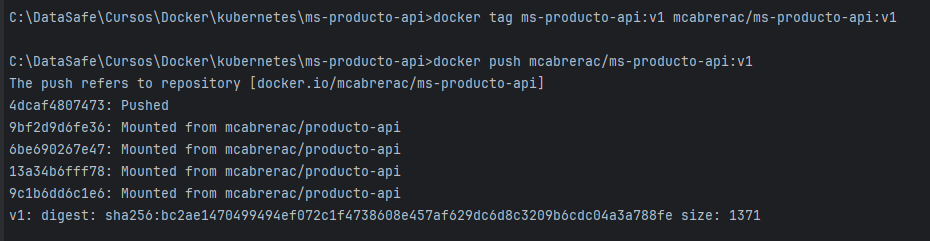 C:\DataSafe\Cursos\Docker\kubernetes\ms-producto-api>docker tag ms-producto-api:v1 mcabrerac/ms-producto-api:v1
C:\DataSafe\Cursos\Docker\kubernetes\ms-producto-api>docker push mcabrerac/ms-producto-api:v1
The push refers to repository [docker.io/mcabrerac/ms-producto-api]
4dcaf4807473: Pushed
9bf2d9d6fe36: Mounted from mcabrerac/producto-api
6be690267e47: Mounted from mcabrerac/producto-api
13a34b6fff78: Mounted from mcabrerac/producto-api
9c1b6dd6c1e6: Mounted from mcabrerac/producto-api
v1: digest: sha256:bc2ae1470499494ef072c1f4738608e457af629dc6d8c3209b6cdc04a3a788fe size: 1371